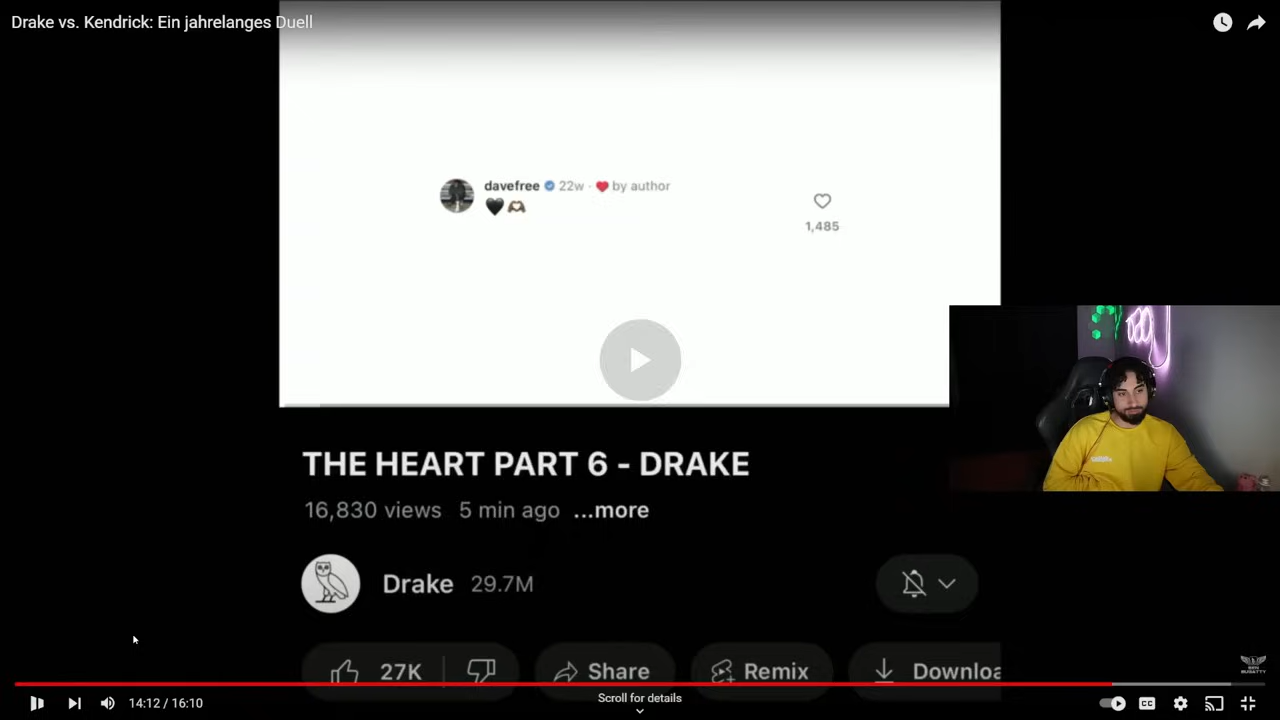 Drake vs. Kendrick: Ein jahrelanges Duell
davefree 22w · ❤ by author
🖤🫶🏽
1,485
THE HEART PART 6 - DRAKE
16,830 views 5 min ago ...more
Drake 29.7M
27K Share Remix Downloa
Scroll for details
14:12 / 16:10
CC